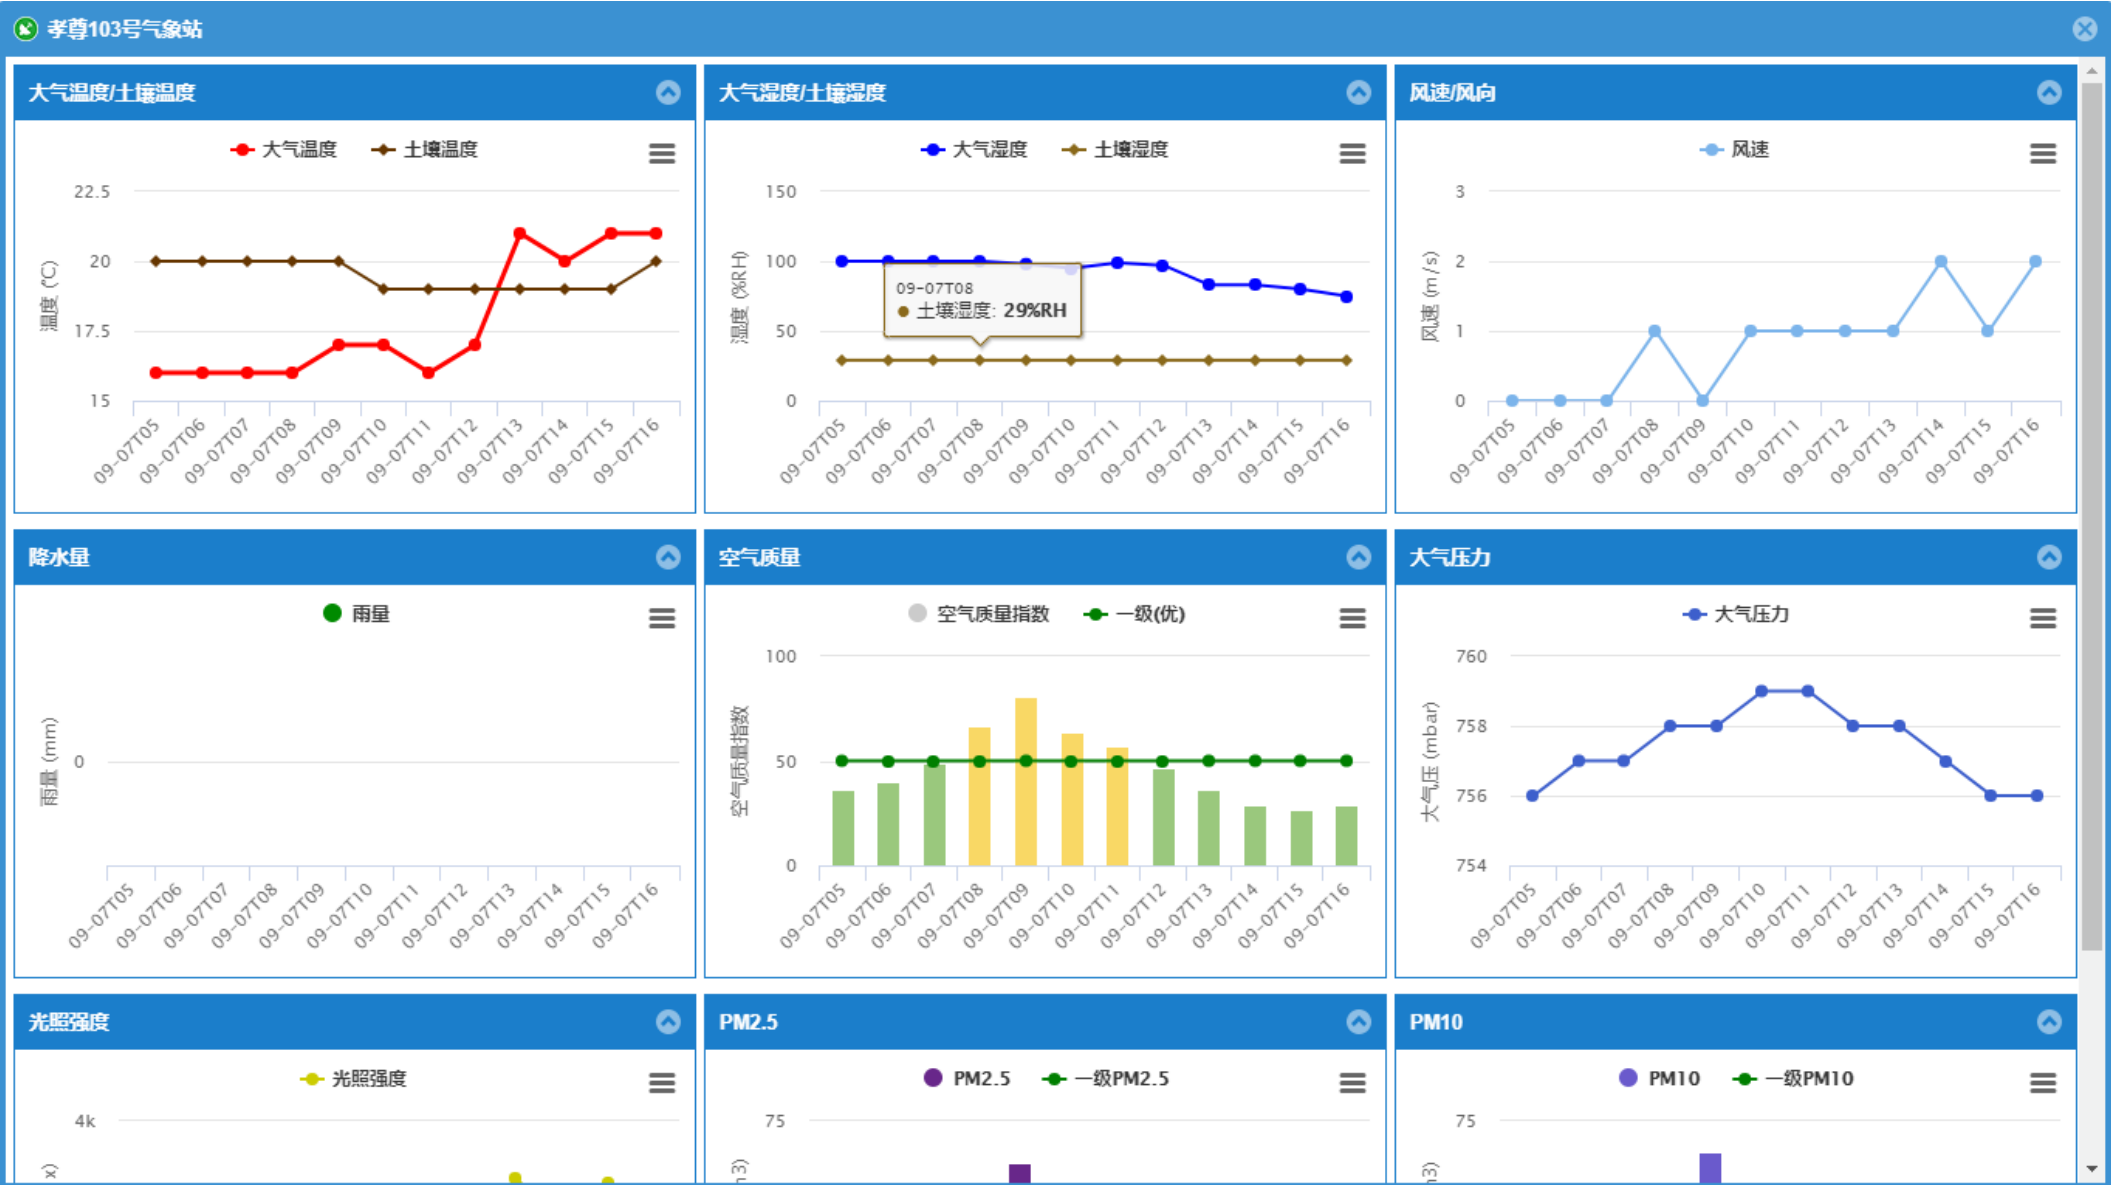 孝尊103号气象站
大气温度/土壤温度
大气温度 土壤温度
22.5
20
17.5
15
温度 (℃)
09-07T05 09-07T06 09-07T07 09-07T08 09-07T09 09-07T10 09-07T11 09-07T12 09-07T13 09-07T14 09-07T15 09-07T16
大气湿度/土壤湿度
大气湿度 土壤湿度
150
100
50
0
湿度 (%RH)
09-07T08
土壤湿度: 29%RH
09-07T05 09-07T06 09-07T07 09-07T08 09-07T09 09-07T10 09-07T11 09-07T12 09-07T13 09-07T14 09-07T15 09-07T16
风速/风向
风速
3
2
1
0
风速 (m/s)
09-07T05 09-07T06 09-07T07 09-07T08 09-07T09 09-07T10 09-07T11 09-07T12 09-07T13 09-07T14 09-07T15 09-07T16
降水量
雨量
0
雨量 (mm)
09-07T05 09-07T06 09-07T07 09-07T08 09-07T09 09-07T10 09-07T11 09-07T12 09-07T13 09-07T14 09-07T15 09-07T16
空气质量
空气质量指数 一级(优)
100
50
0
空气质量指数
09-07T05 09-07T06 09-07T07 09-07T08 09-07T09 09-07T10 09-07T11 09-07T12 09-07T13 09-07T14 09-07T15 09-07T16
大气压力
大气压力
760
758
756
754
大气压 (mbar)
09-07T05 09-07T06 09-07T07 09-07T08 09-07T09 09-07T10 09-07T11 09-07T12 09-07T13 09-07T14 09-07T15 09-07T16
光照强度
光照强度
4k
x)
PM2.5
PM2.5 一级PM2.5
75
3)
PM10
PM10 一级PM10
75
3)